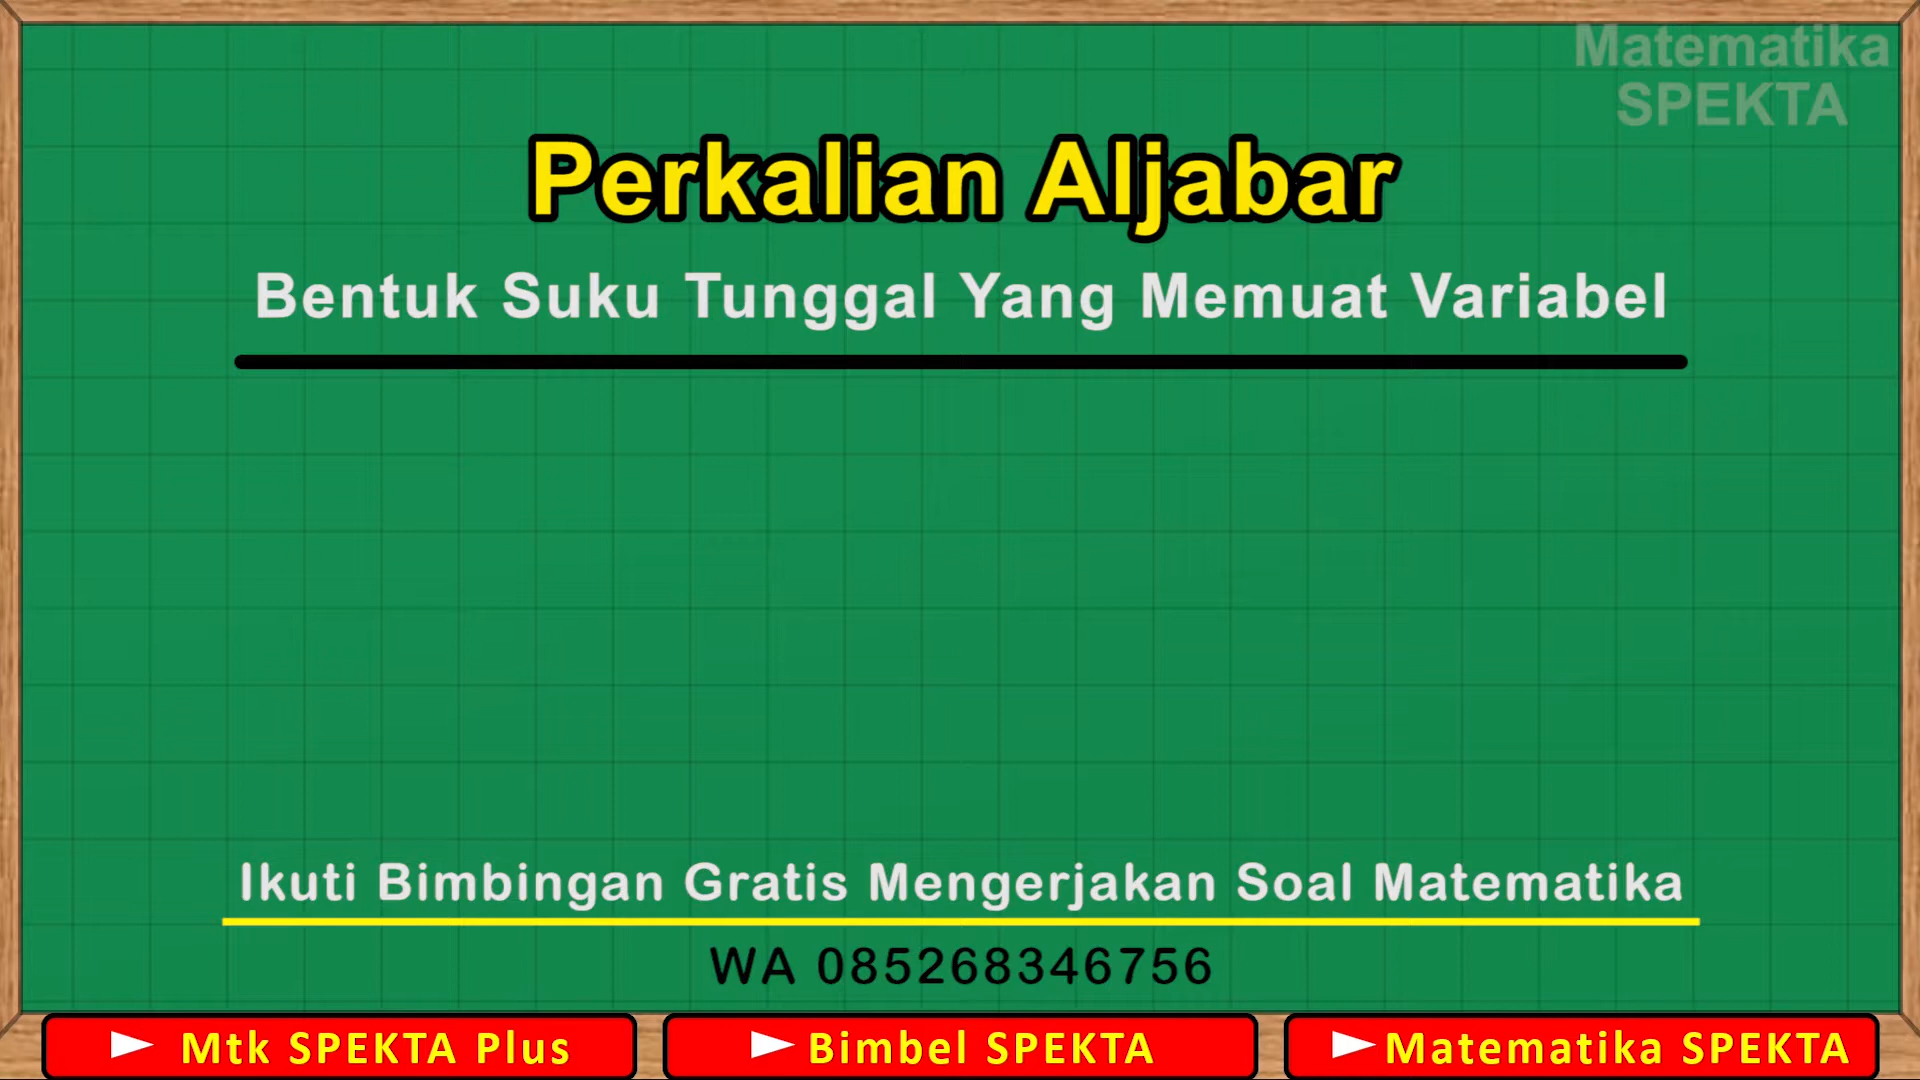 Matematika
SPEKTA
Perkalian Aljabar
Bentuk Suku Tunggal Yang Memuat Variabel
Ikuti Bimbingan Gratis Mengerjakan Soal Matematika
WA 085268346756
Mtk SPEKTA Plus
Bimbel SPEKTA
Matematika SPEKTA